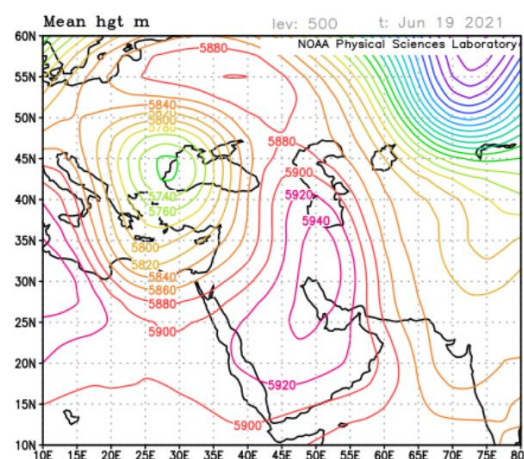 Mean hgt m lev: 500 t: Jun 19 2021
NOAA Physical Sciences Laboratory
60N
55N
50N
45N
40N
35N
30N
25N
20N
15N
10N
5880
5840
5800
5780
5880
5900
5920
5740
5940
5760
5800
5820
5840
5860
5880
5900
5920
5900
10E 15E 20E 25E 30E 35E 40E 45E 50E 55E 60E 65E 70E 75E 80E